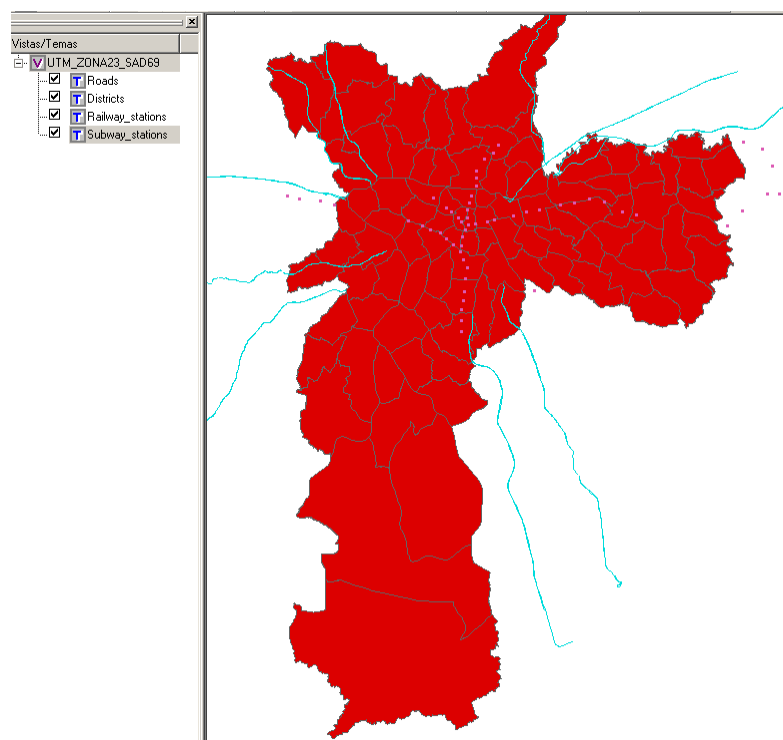 Vistas/Temas
V UTM_ZONA23_SAD69
T Roads
T Districts
T Railway_stations
T Subway_stations